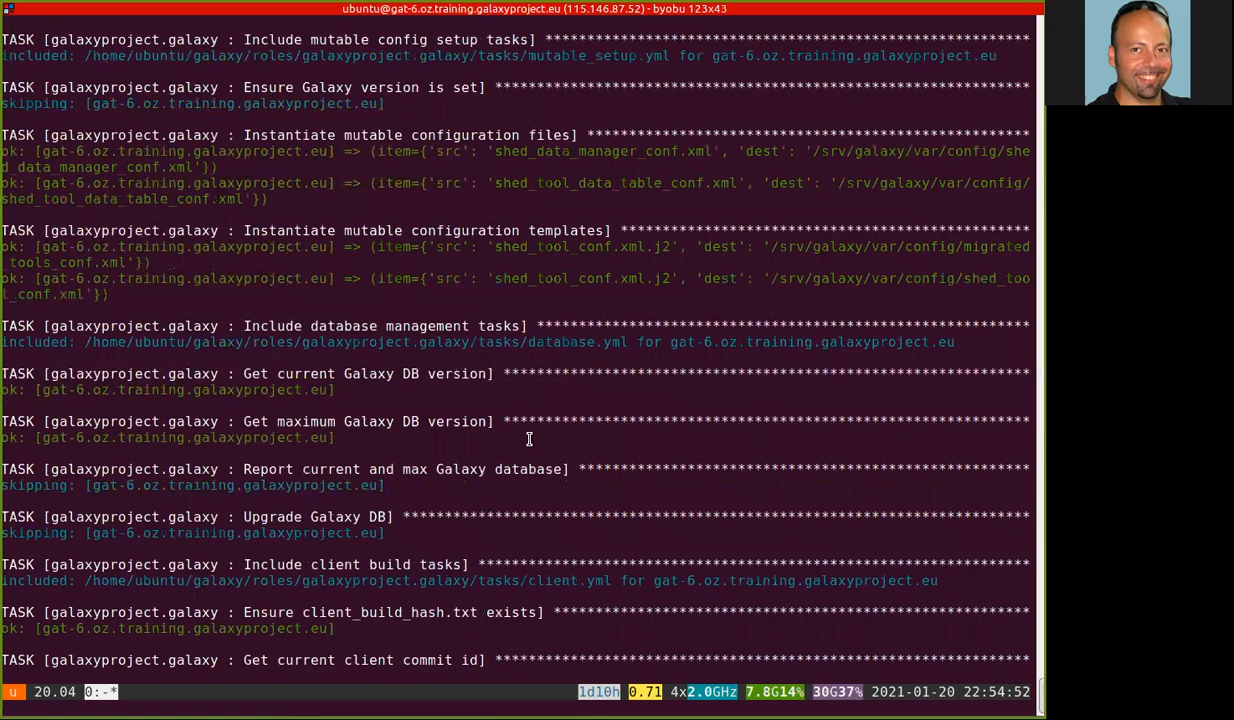 ubuntu@gat-6.oz.training.galaxyproject.eu (115.146.87.52) - byobu 123x43
TASK [galaxyproject.galaxy : Include mutable config setup tasks] **********************************************************
included: /home/ubuntu/galaxy/roles/galaxyproject.galaxy/tasks/mutable_setup.yml for gat-6.oz.training.galaxyproject.eu
TASK [galaxyproject.galaxy : Ensure Galaxy version is set] ****************************************************************
skipping: [gat-6.oz.training.galaxyproject.eu]
TASK [galaxyproject.galaxy : Instantiate mutable configuration files] *****************************************************
ok: [gat-6.oz.training.galaxyproject.eu] => (item={'src': 'shed_data_manager_conf.xml', 'dest': '/srv/galaxy/var/config/she
d_data_manager_conf.xml'})
ok: [gat-6.oz.training.galaxyproject.eu] => (item={'src': 'shed_tool_data_table_conf.xml', 'dest': '/srv/galaxy/var/config/
shed_tool_data_table_conf.xml'})
TASK [galaxyproject.galaxy : Instantiate mutable configuration templates] *************************************************
ok: [gat-6.oz.training.galaxyproject.eu] => (item={'src': 'shed_tool_conf.xml.j2', 'dest': '/srv/galaxy/var/config/migrated
_tools_conf.xml'})
ok: [gat-6.oz.training.galaxyproject.eu] => (item={'src': 'shed_tool_conf.xml.j2', 'dest': '/srv/galaxy/var/config/shed_too
l_conf.xml'})
TASK [galaxyproject.galaxy : Include database management tasks] ***********************************************************
included: /home/ubuntu/galaxy/roles/galaxyproject.galaxy/tasks/database.yml for gat-6.oz.training.galaxyproject.eu
TASK [galaxyproject.galaxy : Get current Galaxy DB version] ***************************************************************
ok: [gat-6.oz.training.galaxyproject.eu]
TASK [galaxyproject.galaxy : Get maximum Galaxy DB version] ***************************************************************
ok: [gat-6.oz.training.galaxyproject.eu]
TASK [galaxyproject.galaxy : Report current and max Galaxy database] ******************************************************
skipping: [gat-6.oz.training.galaxyproject.eu]
TASK [galaxyproject.galaxy : Upgrade Galaxy DB] ***************************************************************************
skipping: [gat-6.oz.training.galaxyproject.eu]
TASK [galaxyproject.galaxy : Include client build tasks] ******************************************************************
included: /home/ubuntu/galaxy/roles/galaxyproject.galaxy/tasks/client.yml for gat-6.oz.training.galaxyproject.eu
TASK [galaxyproject.galaxy : Ensure client_build_hash.txt exists] *********************************************************
ok: [gat-6.oz.training.galaxyproject.eu]
TASK [galaxyproject.galaxy : Get current client commit id] ****************************************************************
u 20.04 0:-* 1d10h 0.71 4x2.0GHz 7.8G14% 30G37% 2021-01-20 22:54:52